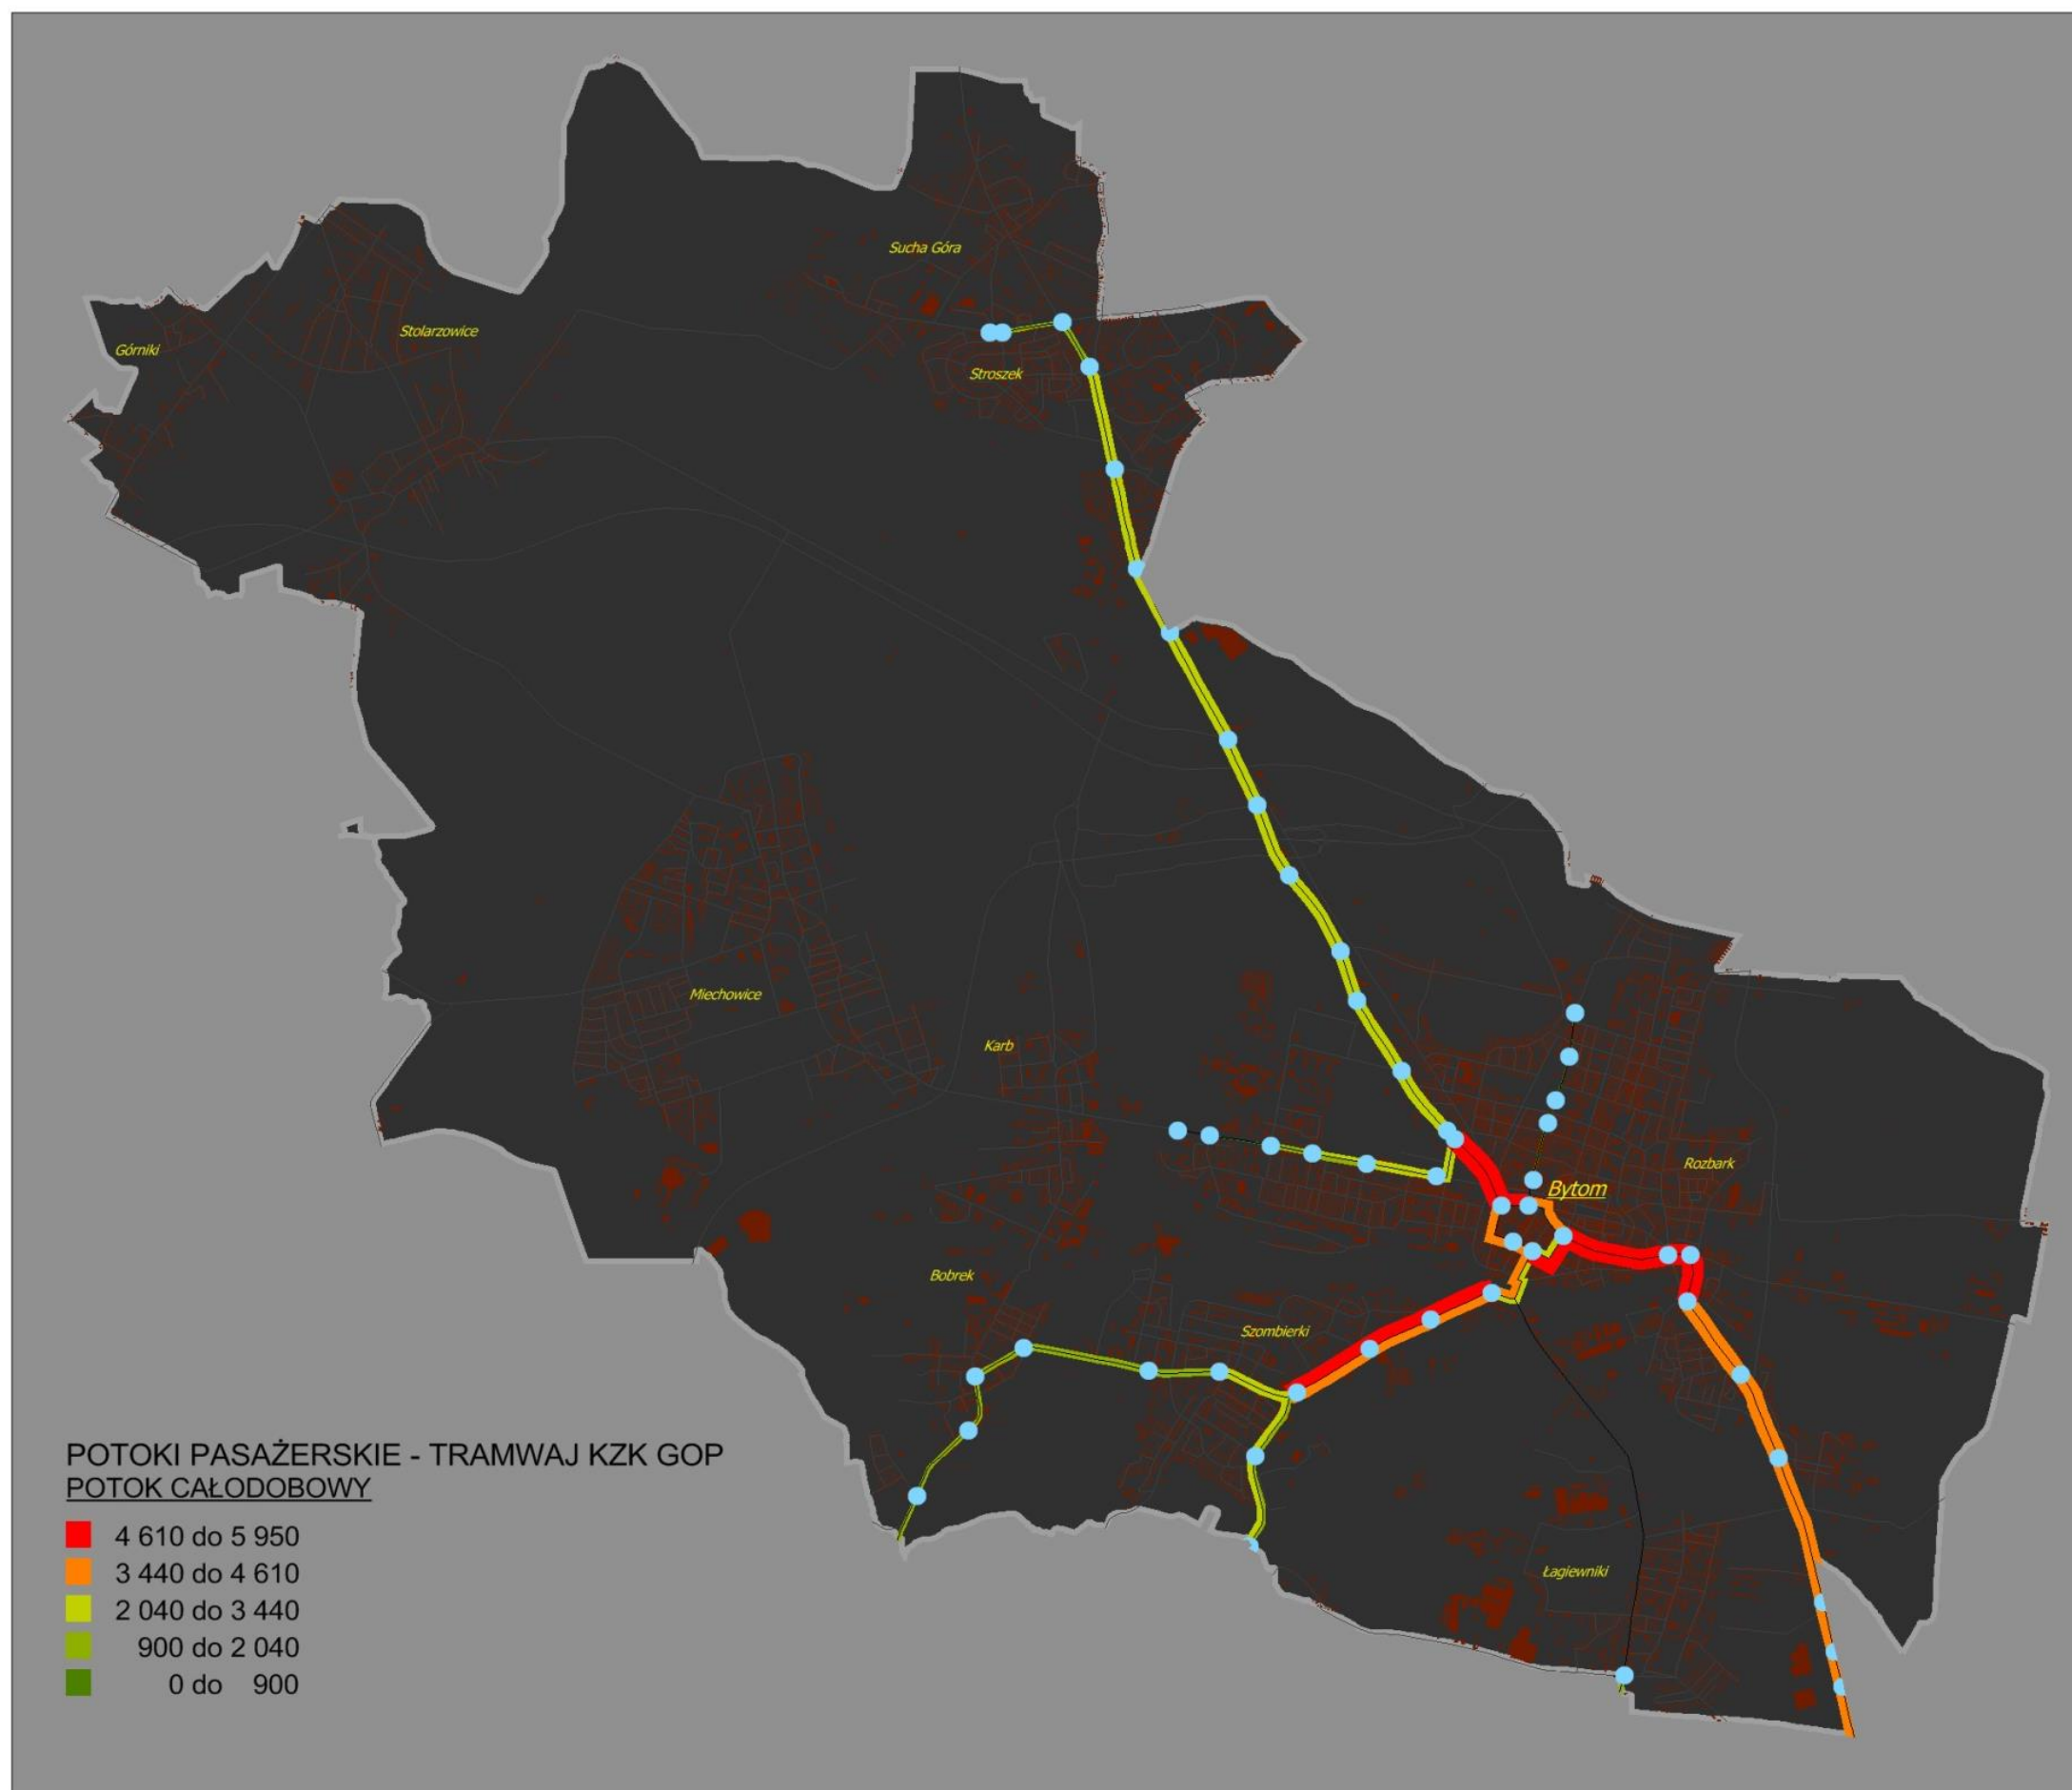 Sucha Góra
Stolarzowice
Górniki
Stroszek
Miechowice
Karb
Rozbark
Bytom
Bobrek
Szombierki
Łagiewniki
POTOKI PASAŻERSKIE - TRAMWAJ KZK GOP
POTOK CAŁODOBOWY
4 610 do 5 950
3 440 do 4 610
2 040 do 3 440
900 do 2 040
0 do 900